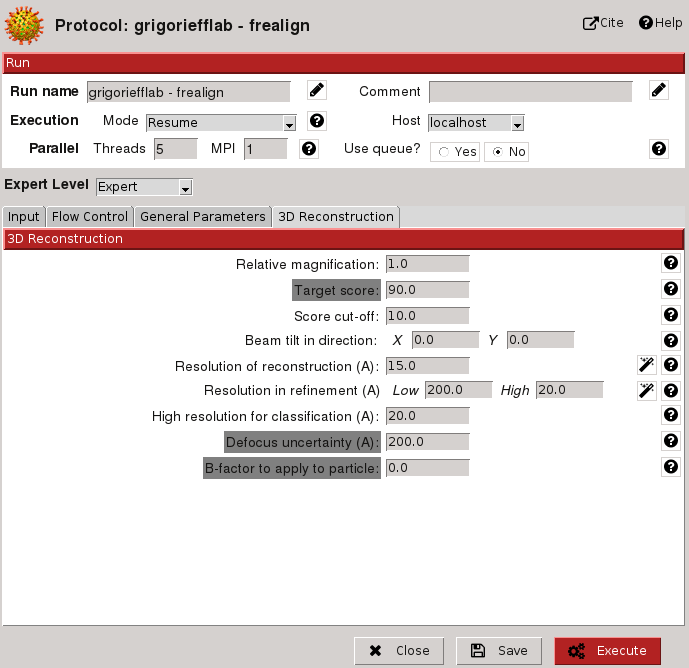 Protocol: grigoriefflab - frealign Cite Help
Run
Run name grigoriefflab - frealign Comment
Execution Mode Resume Host localhost
Parallel Threads 5 MPI 1 Use queue? Yes No
Expert Level Expert
Input Flow Control General Parameters 3D Reconstruction
3D Reconstruction
Relative magnification: 1.0
Target score: 90.0
Score cut-off: 10.0
Beam tilt in direction: X 0.0 Y 0.0
Resolution of reconstruction (A): 15.0
Resolution in refinement (A) Low 200.0 High 20.0
High resolution for classification (A): 20.0
Defocus uncertainty (A): 200.0
B-factor to apply to particle: 0.0
Close Save Execute